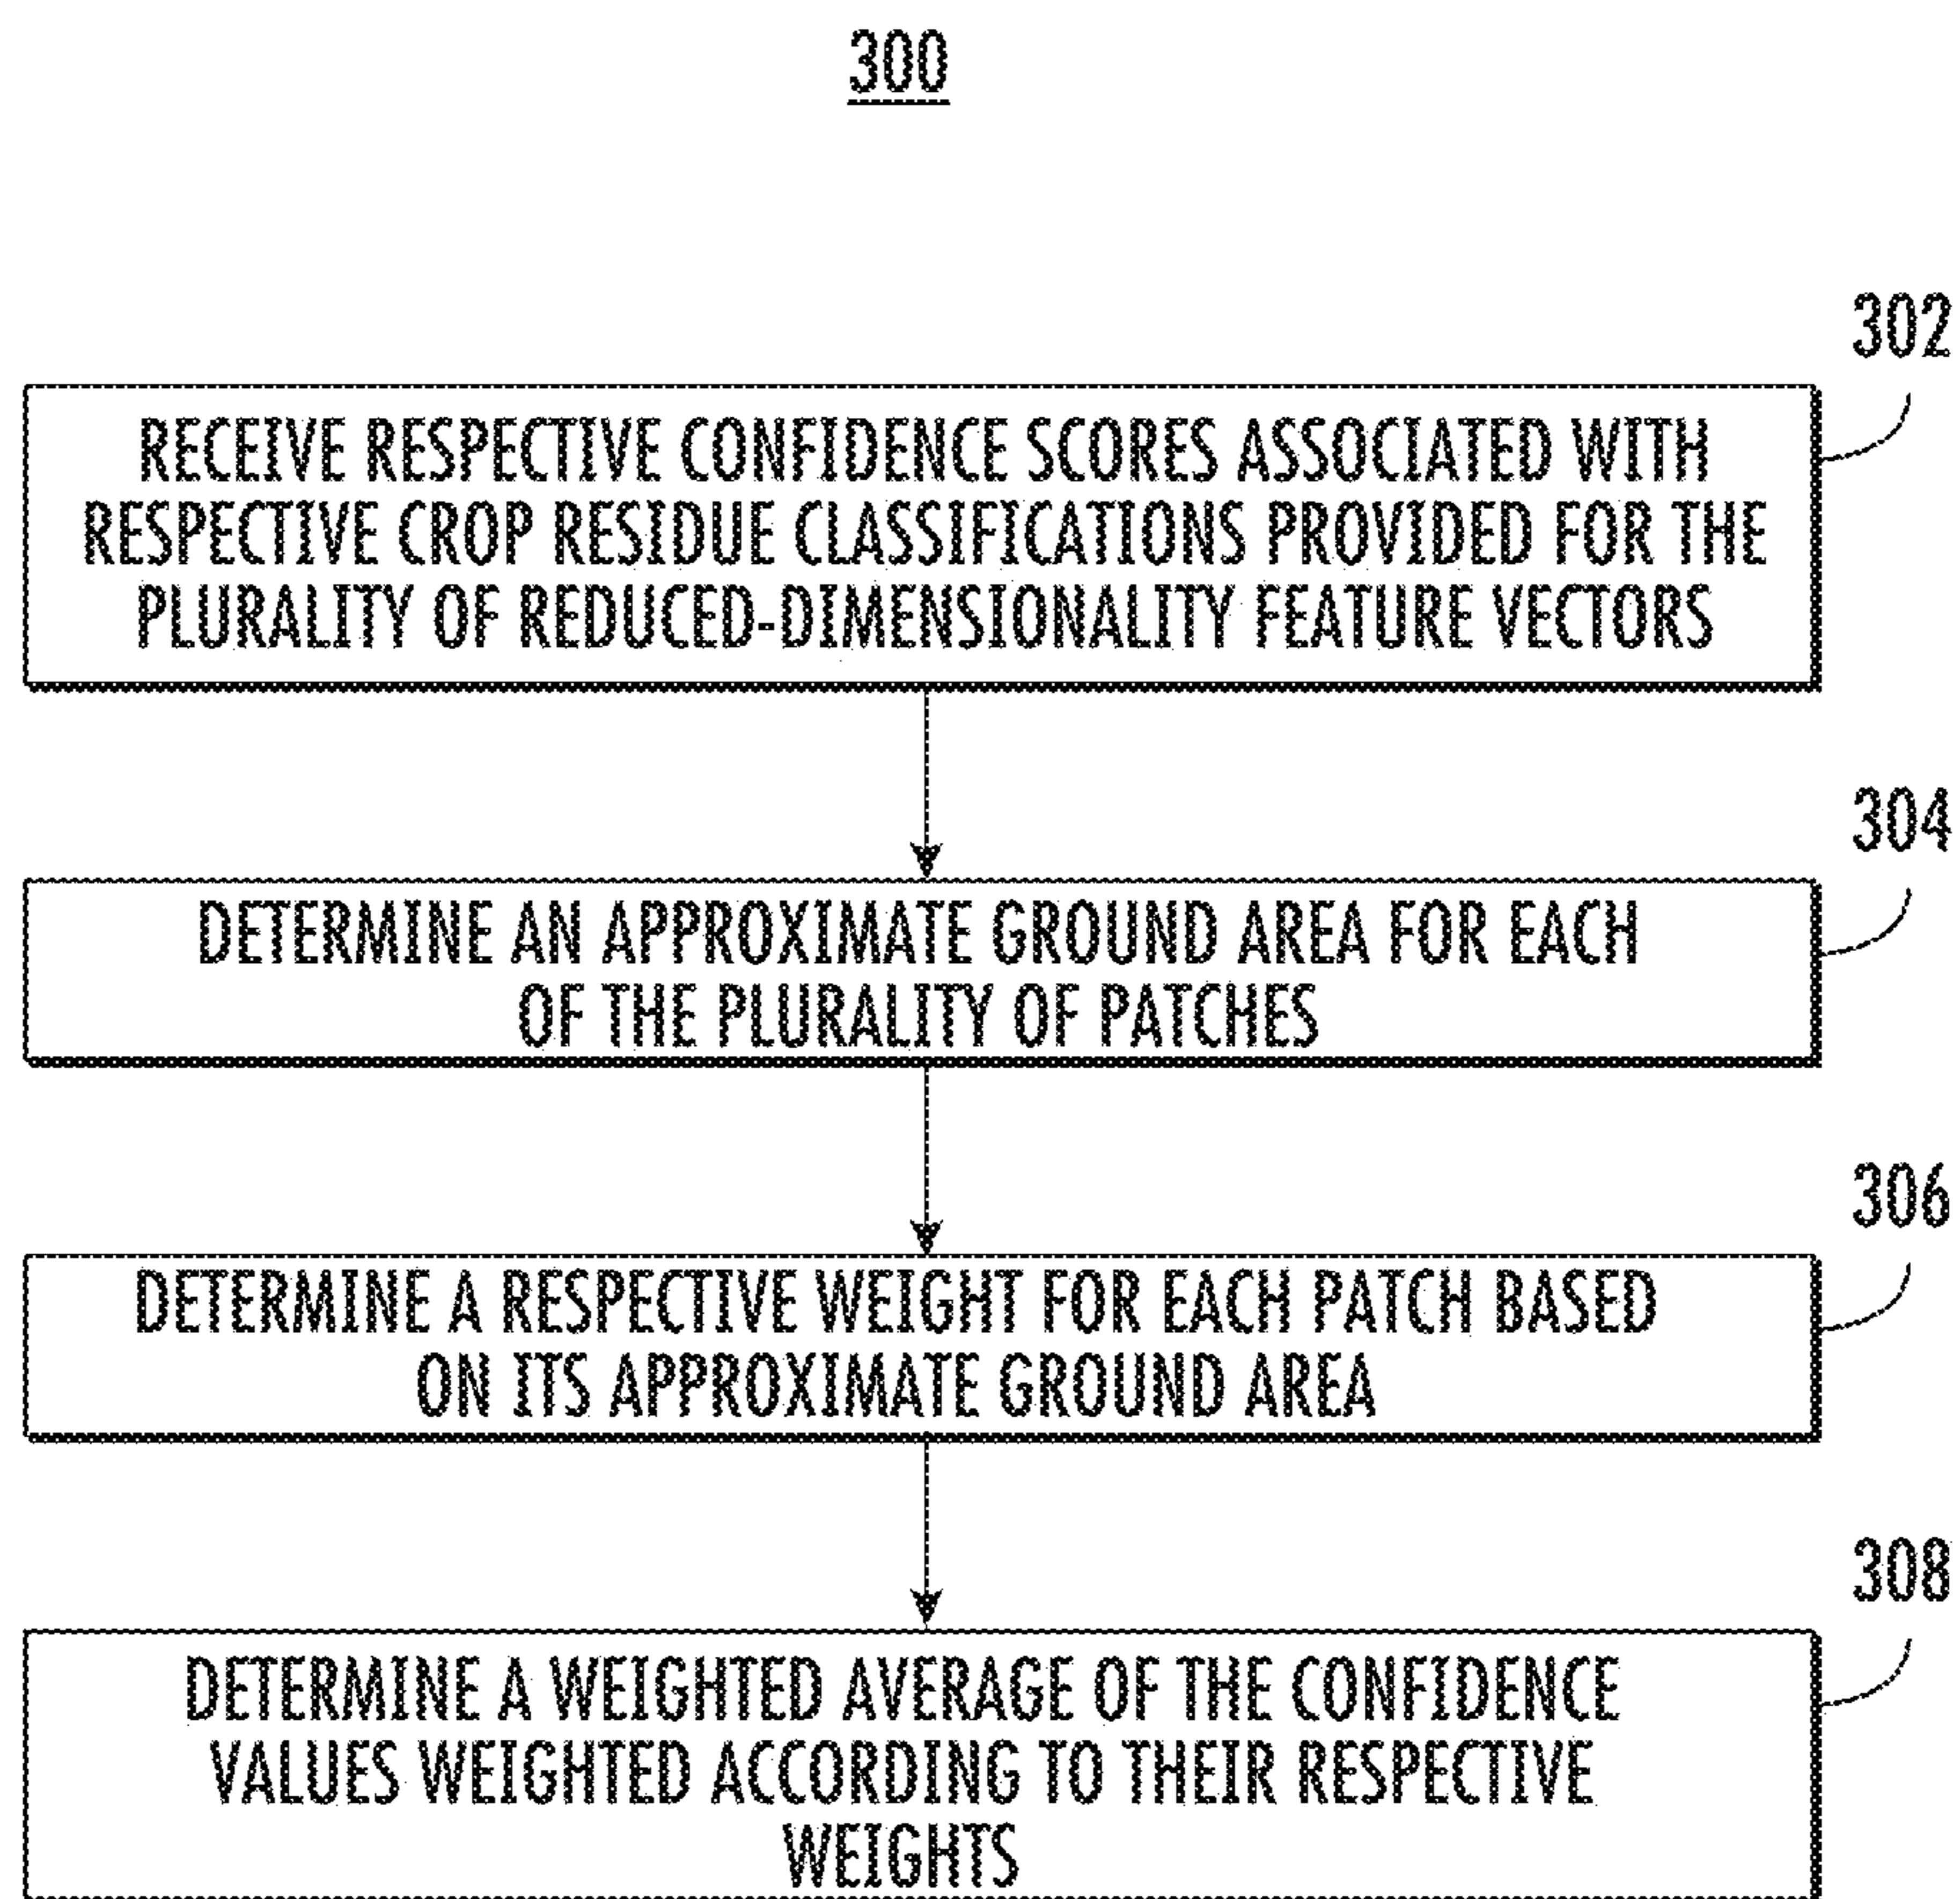 300
302
RECEIVE RESPECTIVE CONFIDENCE SCORES ASSOCIATED WITH
RESPECTIVE CROP RESIDUE CLASSIFICATIONS PROVIDED FOR THE
PLURALITY OF REDUCED-DIMENSIONALITY FEATURE VECTORS
304
DETERMINE AN APPROXIMATE GROUND AREA FOR EACH
OF THE PLURALITY OF PATCHES
306
DETERMINE A RESPECTIVE WEIGHT FOR EACH PATCH BASED
ON ITS APPROXIMATE GROUND AREA
308
DETERMINE A WEIGHTED AVERAGE OF THE CONFIDENCE
VALUES WEIGHTED ACCORDING TO THEIR RESPECTIVE
WEIGHTS